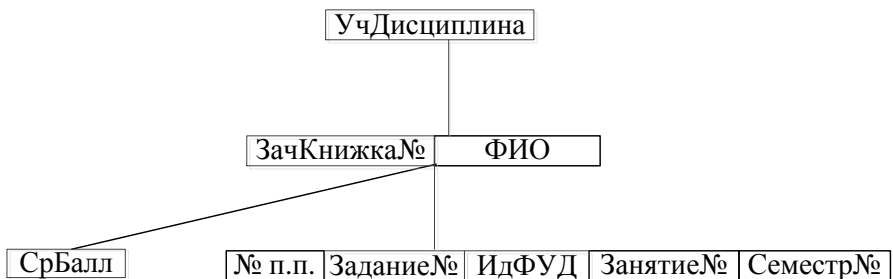 УчДисциплина
ЗачКнижка№ ФИО
СрБалл № п.п. Задание№ ИдФУД Занятие№ Семестр№